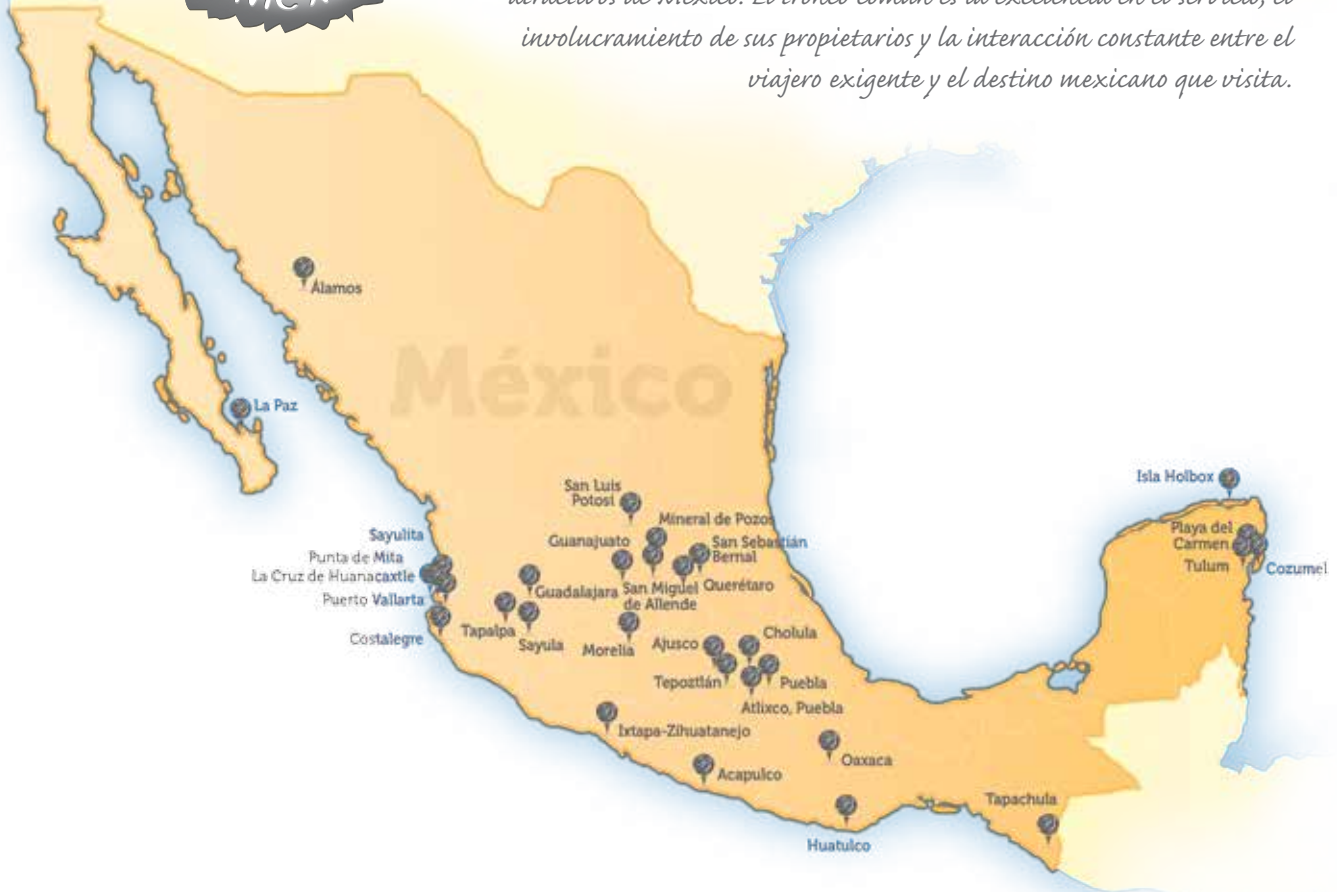 involucramiento de sus propietarios y la interacción constante entre el
viajero exigente y el destino mexicano que visita.
Álamos
México
La Paz
Isla Holbox
San Luis
Potosí
Mineral de Pozos
Sayulita
Guanajuato
San Sebastián
Bernal
Playa del
Carmen
Punta de Mita
La Cruz de Huanacaxtle
Tulum
Cozumel
Guadalajara
San Miguel
de Allende
Querétaro
Puerto Vallarta
Costalegre
Tapalpa
Sayula
Morelia
Ajusco
Cholula
Tepoztlán
Puebla
Atlixco, Puebla
Ixtapa-Zihuatanejo
Oaxaca
Acapulco
Tapachula
Huatulco